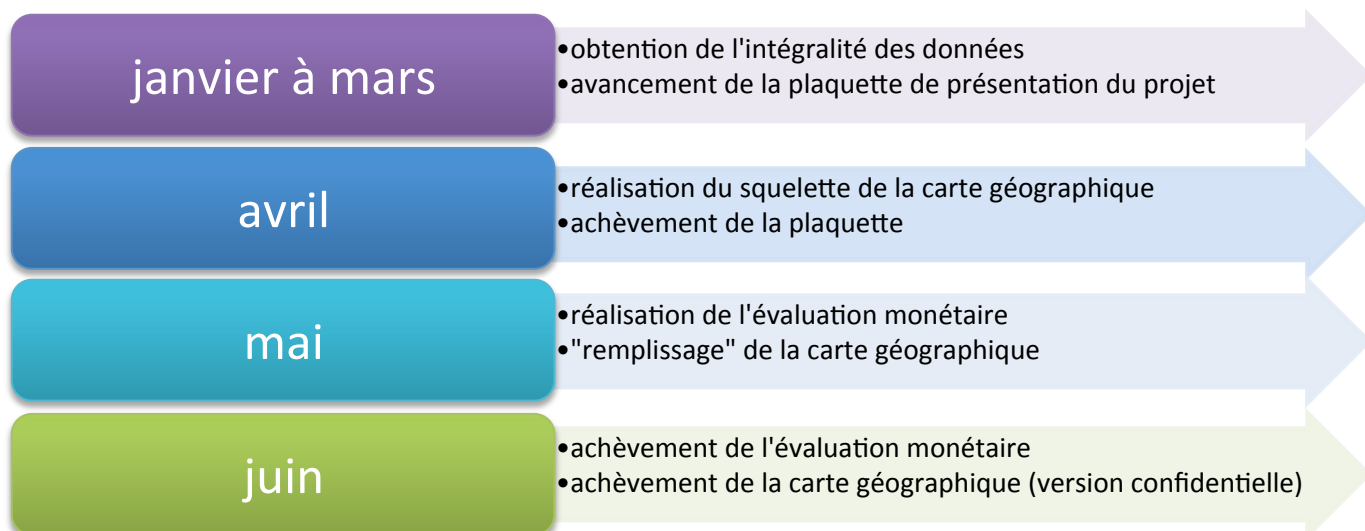 janvier à mars
•obtention de l'intégralité des données
•avancement de la plaquette de présentation du projet
avril
•réalisation du squelette de la carte géographique
•achèvement de la plaquette
mai
•réalisation de l'évaluation monétaire
•"remplissage" de la carte géographique
juin
•achèvement de l'évaluation monétaire
•achèvement de la carte géographique (version confidentielle)